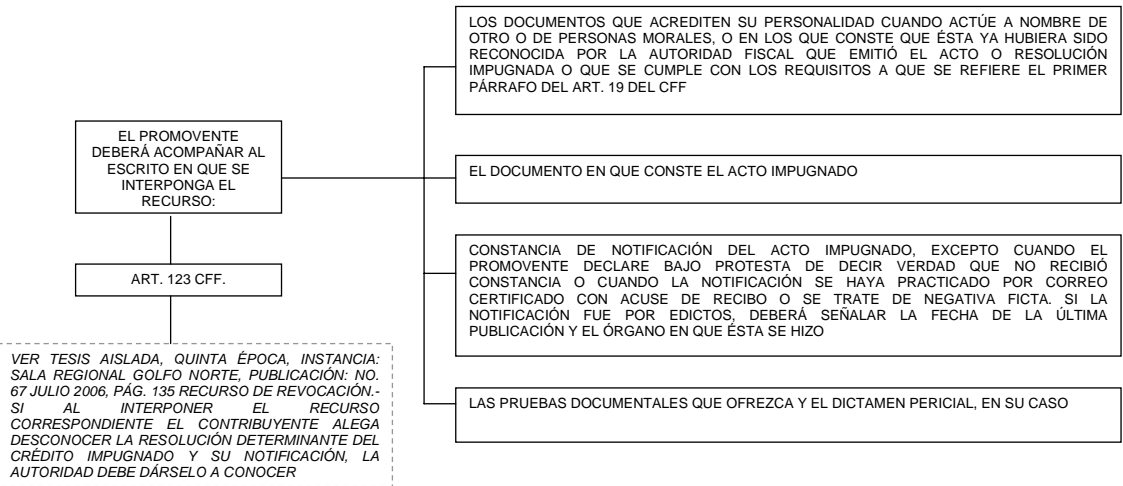 EL PROMOVENTE
DEBERÁ ACOMPAÑAR AL
ESCRITO EN QUE SE
INTERPONGA EL
RECURSO:
ART. 123 CFF.
VER TESIS AISLADA, QUINTA ÉPOCA, INSTANCIA:
SALA REGIONAL GOLFO NORTE, PUBLICACIÓN: NO.
67 JULIO 2006, PÁG. 135 RECURSO DE REVOCACIÓN.-
SI AL INTERPONER EL RECURSO
CORRESPONDIENTE EL CONTRIBUYENTE ALEGA
DESCONOCER LA RESOLUCIÓN DETERMINANTE DEL
CRÉDITO IMPUGNADO Y SU NOTIFICACIÓN, LA
AUTORIDAD DEBE DÁRSELO A CONOCER
LOS DOCUMENTOS QUE ACREDITEN SU PERSONALIDAD CUANDO ACTÚE A NOMBRE DE
OTRO O DE PERSONAS MORALES, O EN LOS QUE CONSTE QUE ÉSTA YA HUBIERA SIDO
RECONOCIDA POR LA AUTORIDAD FISCAL QUE EMITIÓ EL ACTO O RESOLUCIÓN
IMPUGNADA O QUE SE CUMPLE CON LOS REQUISITOS A QUE SE REFIERE EL PRIMER
PÁRRAFO DEL ART. 19 DEL CFF
EL DOCUMENTO EN QUE CONSTE EL ACTO IMPUGNADO
CONSTANCIA DE NOTIFICACIÓN DEL ACTO IMPUGNADO, EXCEPTO CUANDO EL
PROMOVENTE DECLARE BAJO PROTESTA DE DECIR VERDAD QUE NO RECIBIÓ
CONSTANCIA O CUANDO LA NOTIFICACIÓN SE HAYA PRACTICADO POR CORREO
CERTIFICADO CON ACUSE DE RECIBO O SE TRATE DE NEGATIVA FICTA. SI LA
NOTIFICACIÓN FUE POR EDICTOS, DEBERÁ SEÑALAR LA FECHA DE LA ÚLTIMA
PUBLICACIÓN Y EL ÓRGANO EN QUE ÉSTA SE HIZO
LAS PRUEBAS DOCUMENTALES QUE OFREZCA Y EL DICTAMEN PERICIAL, EN SU CASO